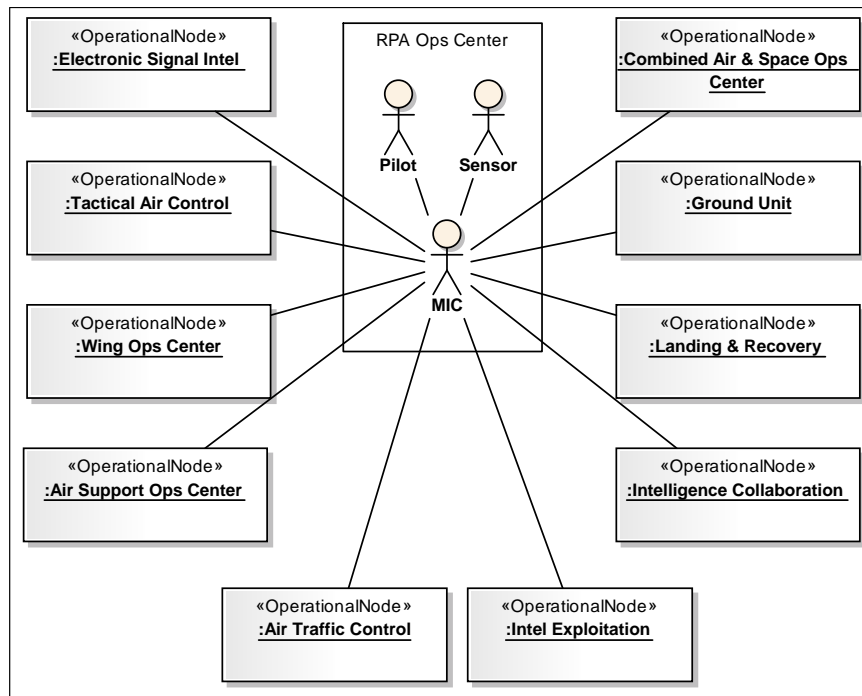 «OperationalNode»
:Electronic Signal Intel
RPA Ops Center
Pilot
Sensor
MIC
«OperationalNode»
:Combined Air & Space Ops
Center
«OperationalNode»
:Tactical Air Control
«OperationalNode»
:Ground Unit
«OperationalNode»
:Wing Ops Center
«OperationalNode»
:Landing & Recovery
«OperationalNode»
:Air Support Ops Center
«OperationalNode»
:Intelligence Collaboration
«OperationalNode»
:Air Traffic Control
«OperationalNode»
:Intel Exploitation